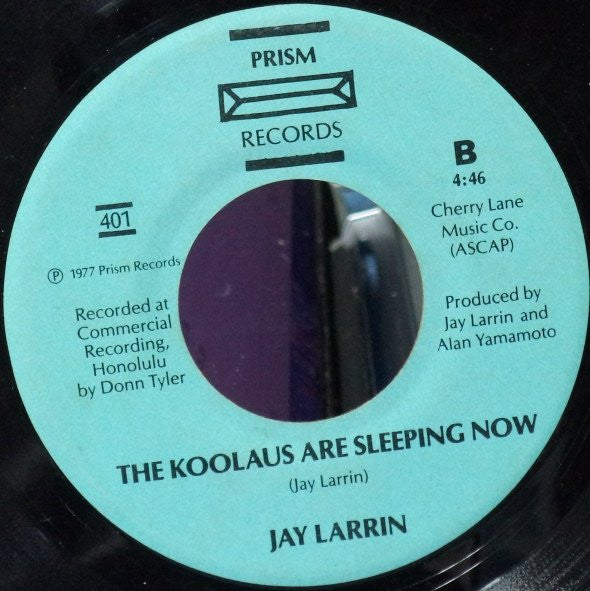 PRISM
RECORDS
401
Ⓟ 1977 Prism Records
Recorded at
Commercial
Recording,
Honolulu
by Donn Tyler
B
4:46
Cherry Lane
Music Co.
(ASCAP)
Produced by
Jay Larrin and
Alan Yamamoto
THE KOOLAUS ARE SLEEPING NOW
(Jay Larrin)
JAY LARRIN